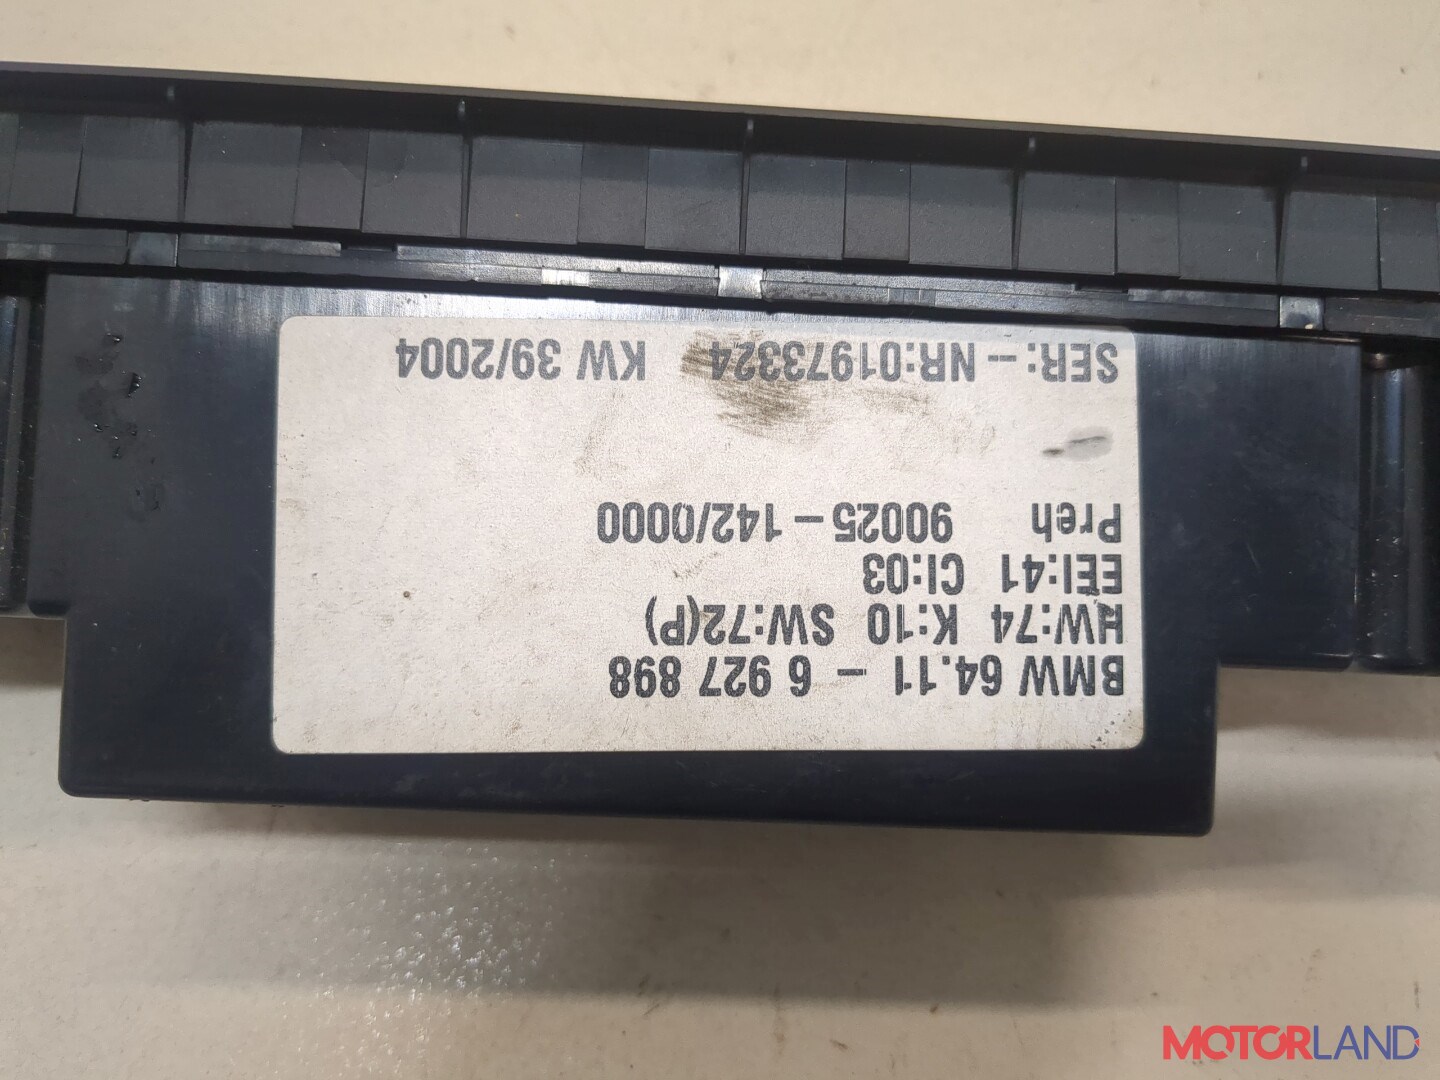 BMW 64.11 - 6 927 898
HW:74 K:10 SW:72(P)
EEI:41 CI:03
Preh 90025-142/0000
SER:-- NR:01973324 KW 39/2004
MOTORLAND